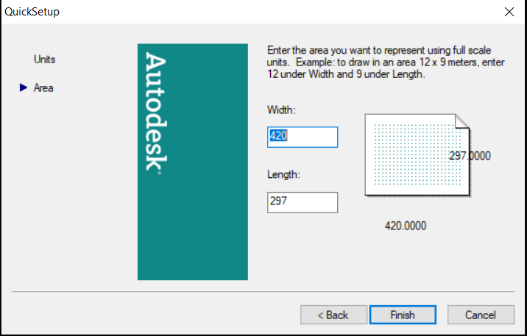 QuickSetup
Units
Area
Autodesk
Enter the area you want to represent using full scale
units. Example: to draw in an area 12 x 9 meters, enter
12 under Width and 9 under Length.
Width:
420
Length:
297
297.0000
420.0000
< Back
Finish
Cancel